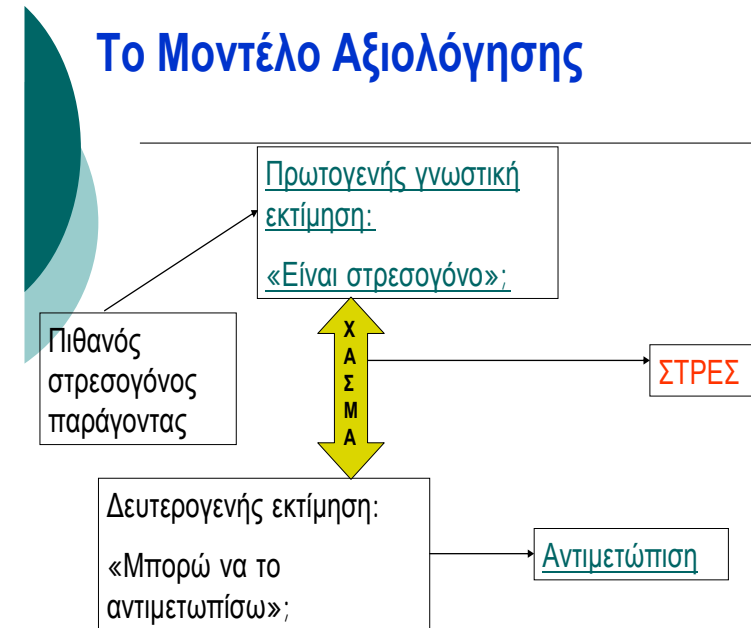 Το Μοντέλο Αξιολόγησης
Πρωτογενής γνωστική
εκτίμηση:
«Είναι στρεσογόνο»;
Πιθανός
στρεσογόνος
παράγοντας
Χ
Α
Σ
Μ
Α
ΣΤΡΕΣ
Δευτερογενής εκτίμηση:
«Μπορώ να το
αντιμετωπίσω»;
Αντιμετώπιση